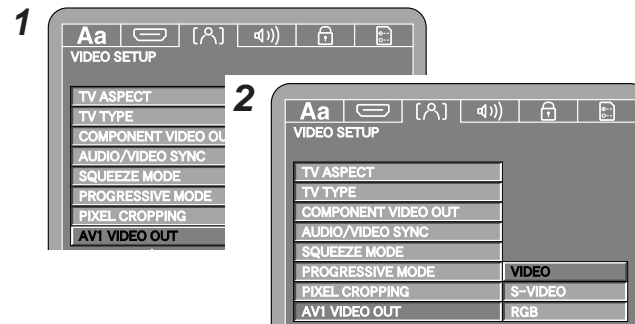 1
Aa
VIDEO SETUP
TV ASPECT
TV TYPE
COMPONENT VIDEO OU
AUDIO/VIDEO SYNC
SQUEEZE MODE
PROGRESSIVE MODE
PIXEL CROPPING
AV1 VIDEO OUT
2
Aa
VIDEO SETUP
TV ASPECT
TV TYPE
COMPONENT VIDEO OUT
AUDIO/VIDEO SYNC
SQUEEZE MODE
PROGRESSIVE MODE VIDEO
PIXEL CROPPING S-VIDEO
AV1 VIDEO OUT RGB